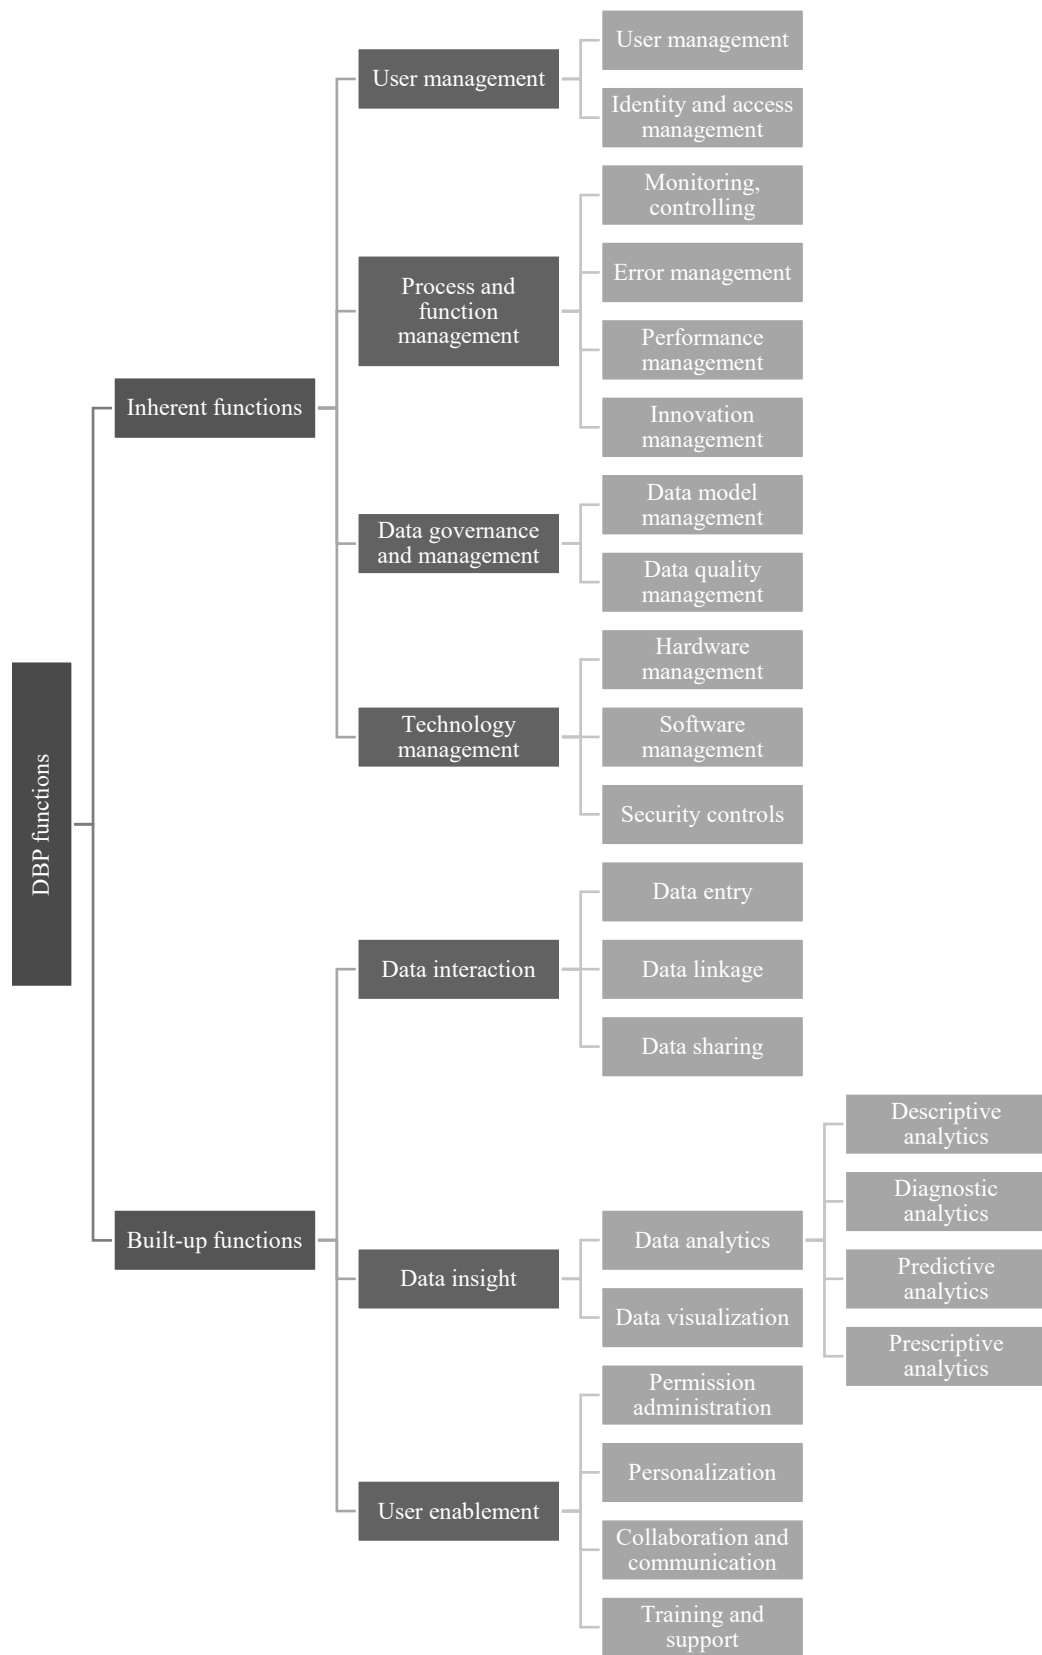 DBP functions
Inherent functions
User management
User management
Identity and access
management
Process and
function
management
Monitoring,
controlling
Error management
Performance
management
Innovation
management
Data governance
and management
Data model
management
Data quality
management
Technology
management
Hardware
management
Software
management
Security controls
Built-up functions
Data interaction
Data entry
Data linkage
Data sharing
Data insight
Data analytics
Descriptive
analytics
Diagnostic
analytics
Predictive
analytics
Prescriptive
analytics
Data visualization
User enablement
Permission
administration
Personalization
Collaboration and
communication
Training and
support